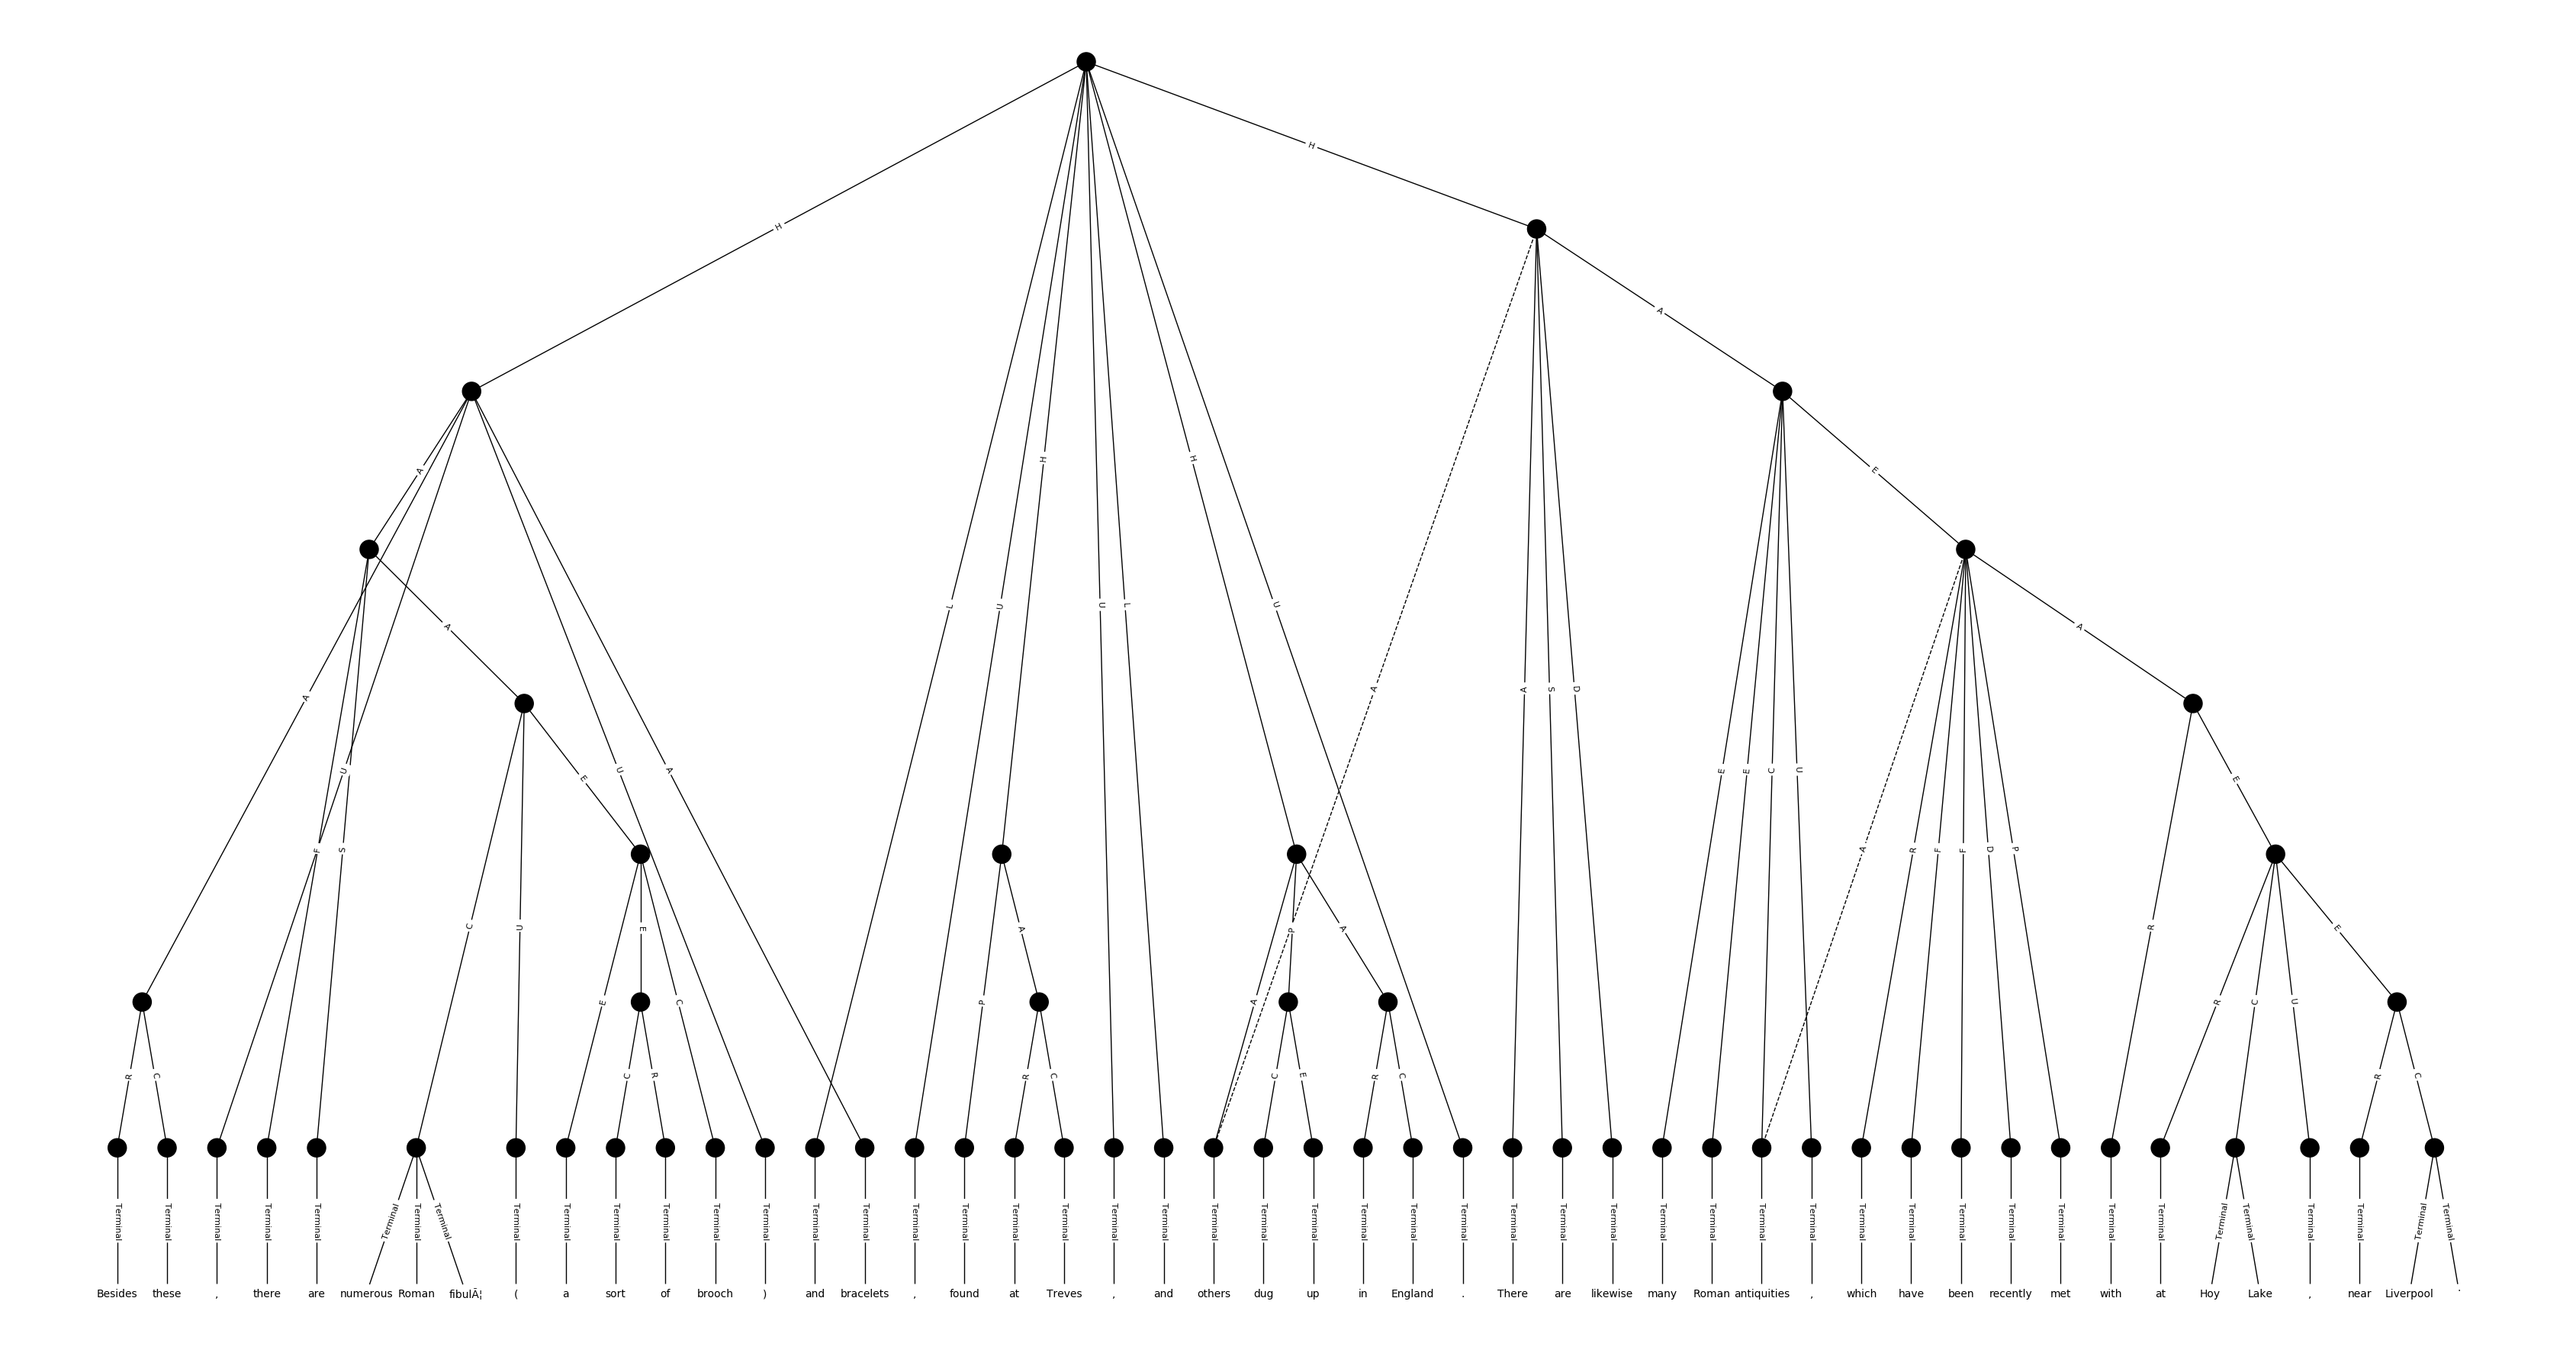 H H
A H H H A
A A L U H U L H U A A S D A E
F S U A C U E U A P A E E C U A R F F D P R E
R C E E C P A A P A R C U E
R C C R R C C E R C R C
Terminal Terminal Terminal Terminal Terminal Terminal Terminal Terminal Terminal Terminal Terminal Terminal Terminal Terminal Terminal Terminal Terminal Terminal Terminal Terminal Terminal Terminal Terminal Terminal Terminal Terminal Terminal Terminal Terminal Terminal Terminal Terminal Terminal Terminal Terminal Terminal Terminal Terminal Terminal Terminal Terminal Terminal Terminal Terminal Terminal Terminal Terminal Terminal
Besides these , there are numerous Roman fibulÃ¦ ( a sort of brooch ) and bracelets , found at Treves , and others dug up in England . There are likewise many Roman antiquities , which have been recently met with at Hoy Lake , near Liverpool .